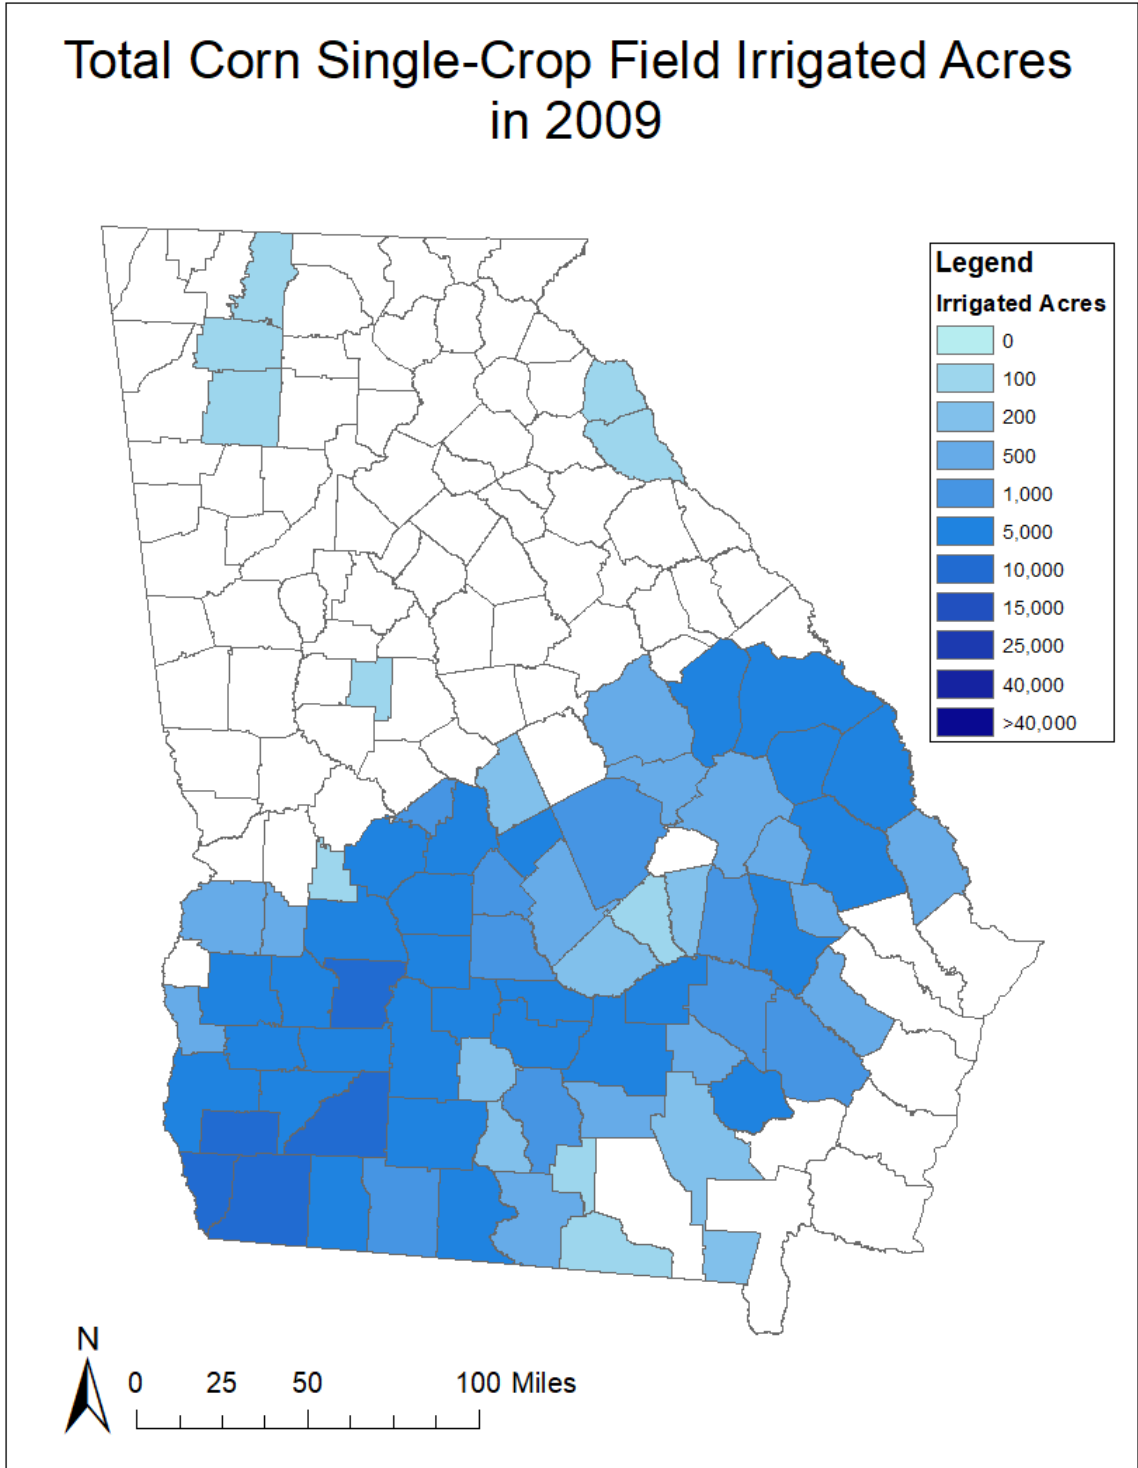 Total Corn Single-Crop Field Irrigated Acres
in 2009
Legend
Irrigated Acres
0
100
200
500
1,000
5,000
10,000
15,000
25,000
40,000
>40,000
N
0 25 50 100 Miles